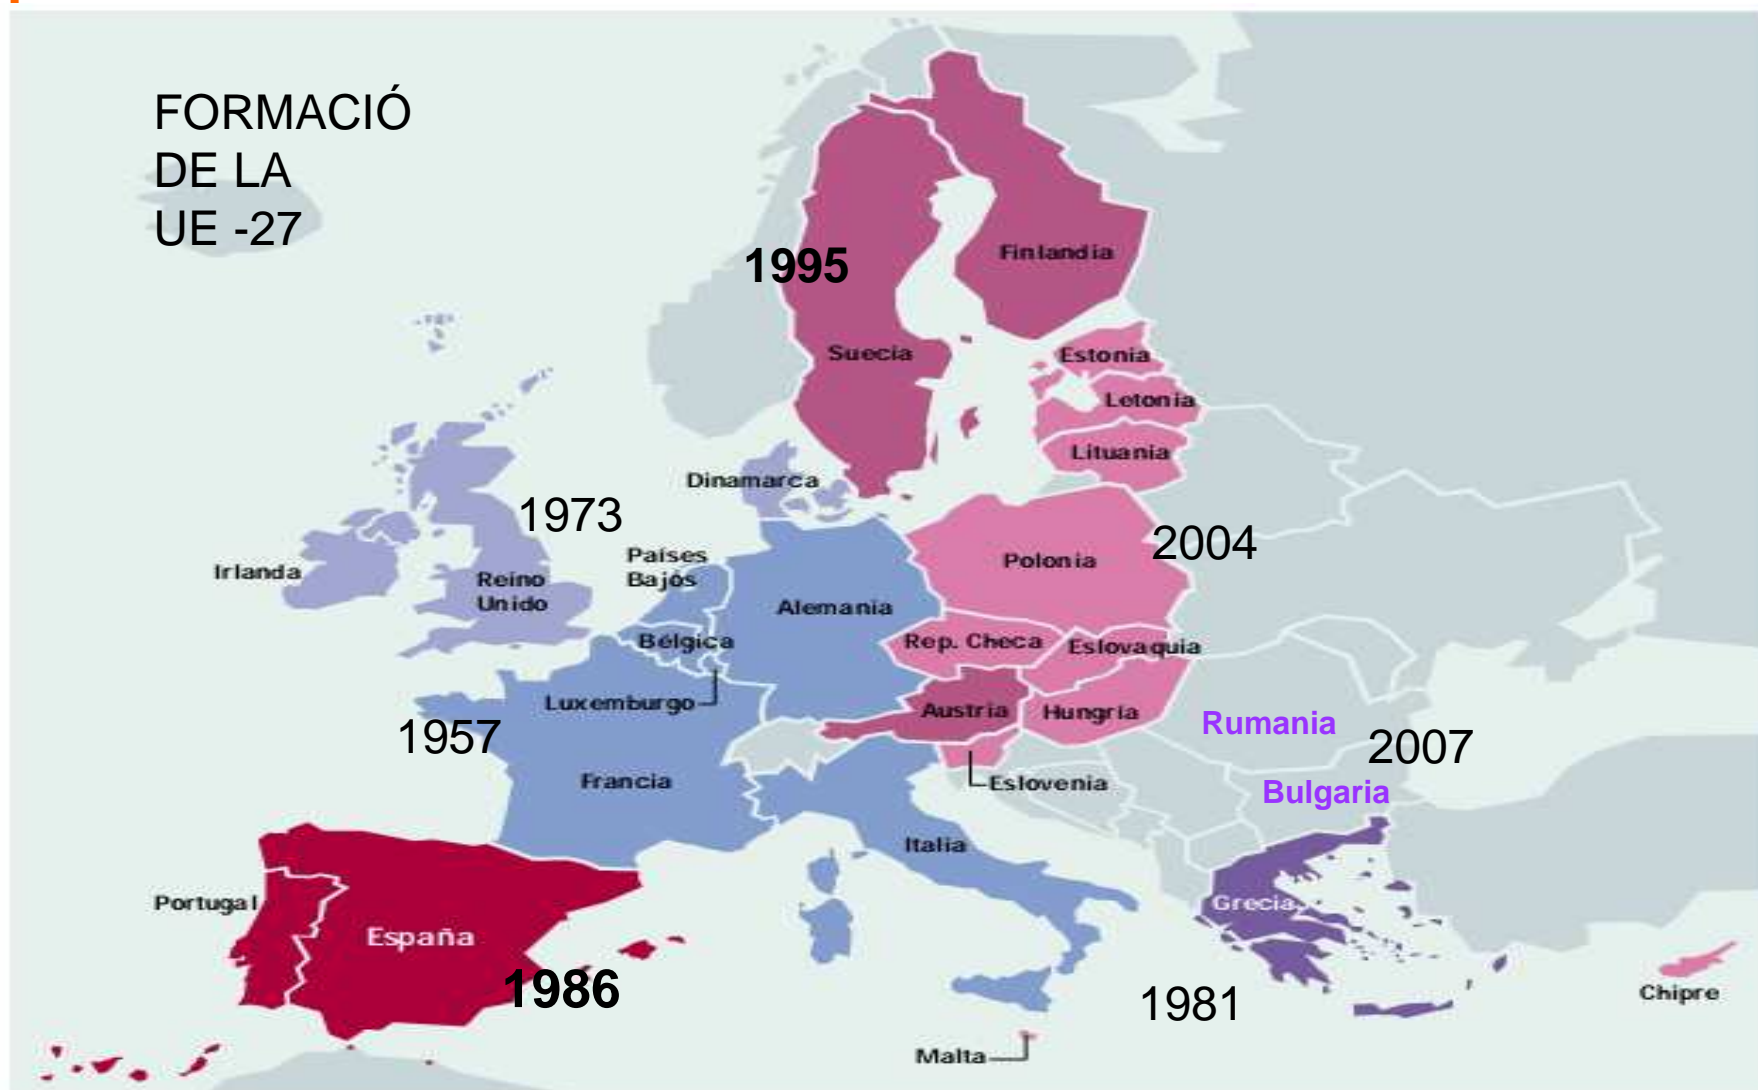 FORMACIÓ
DE LA
UE -27
1995
Finlandia
Suecia
Estonia
Letonia
Lituania
Dinamarca
1973
2004
Países
Bajos
Polonia
Irlanda
Reino
Unido
Alemania
Bélgica
Rep. Checa
Eslovaquia
Luxemburgo
Austria
Hungría
1957
Rumania
2007
Francia
Eslovenia
Bulgaria
Italia
Portugal
España
Grecia
1986
1981
Chipre
Malta